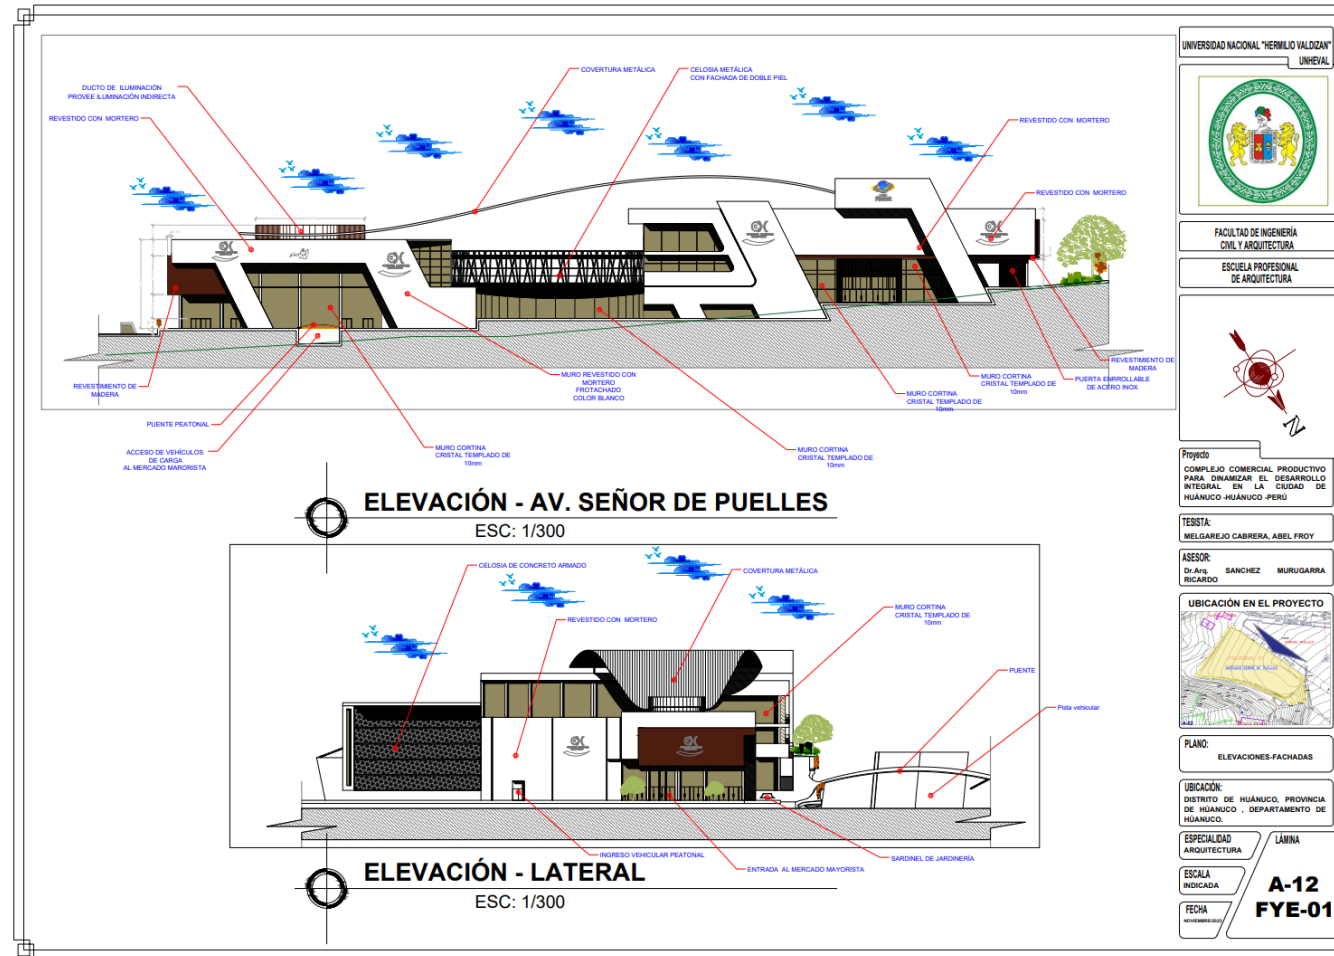 DUCTO DE ILUMINACIÓN
PROVEE ILUMINACIÓN INDIRECTA
REVESTIDO CON MORTERO
COVERTURA METÁLICA
CELOSIA METÁLICA
CON FACHADA DE DOBLE PIEL
REVESTIDO CON MORTERO
REVESTIDO CON MORTERO
REVESTIMIENTO DE
MADERA
PUENTE PEATONAL
ACCESO DE VEHÍCULOS
DE CARGA
AL MERCADO MARORISTA
MURO CORTINA
CRISTAL TEMPLADO DE
10mm
MURO REVESTIDO CON
MORTERO
FROTACHADO
COLOR BLANCO
MURO CORTINA
CRISTAL TEMPLADO DE
10mm
MURO CORTINA
CRISTAL TEMPLADO DE
10mm
MURO CORTINA
CRISTAL TEMPLADO DE
10mm
PUERTA ENRROLLABLE
DE ACERO INOX
REVESTIMIENTO DE
MADERA
ELEVACIÓN - AV. SEÑOR DE PUELLES
ESC: 1/300
CELOSIA DE CONCRETO ARMADO
REVESTIDO CON MORTERO
COVERTURA METÁLICA
MURO CORTINA
CRISTAL TEMPLADO DE
10mm
PUENTE
Pista vehicular
INGRESO VEHICULAR PEATONAL
ENTRADA AL MERCADO MAYORISTA
SARDINEL DE JARDINERÍA
ELEVACIÓN - LATERAL
ESC: 1/300
UNIVERSIDAD NACIONAL "HERMILIO VALDIZAN"
UNHEVAL
FACULTAD DE INGENIERÍA
CIVIL Y ARQUITECTURA
ESCUELA PROFESIONAL
DE ARQUITECTURA
N
Proyecto
COMPLEJO COMERCIAL PRODUCTIVO
PARA DINAMIZAR EL DESARROLLO
INTEGRAL EN LA CIUDAD DE
HUÁNUCO -HUÁNUCO -PERÚ
TESISTA:
MELGAREJO CABRERA, ABEL FROY
ASESOR:
Dr.Arq. SANCHEZ MURUGARRA
RICARDO
UBICACIÓN EN EL PROYECTO
PLANO:
ELEVACIONES-FACHADAS
UBICACIÓN:
DISTRITO DE HUÁNUCO, PROVINCIA
DE HÚANUCO , DEPARTAMENTO DE
HÚANUCO.
ESPECIALIDAD
ARQUITECTURA
LÁMINA
ESCALA
INDICADA
A-12
FYE-01
FECHA